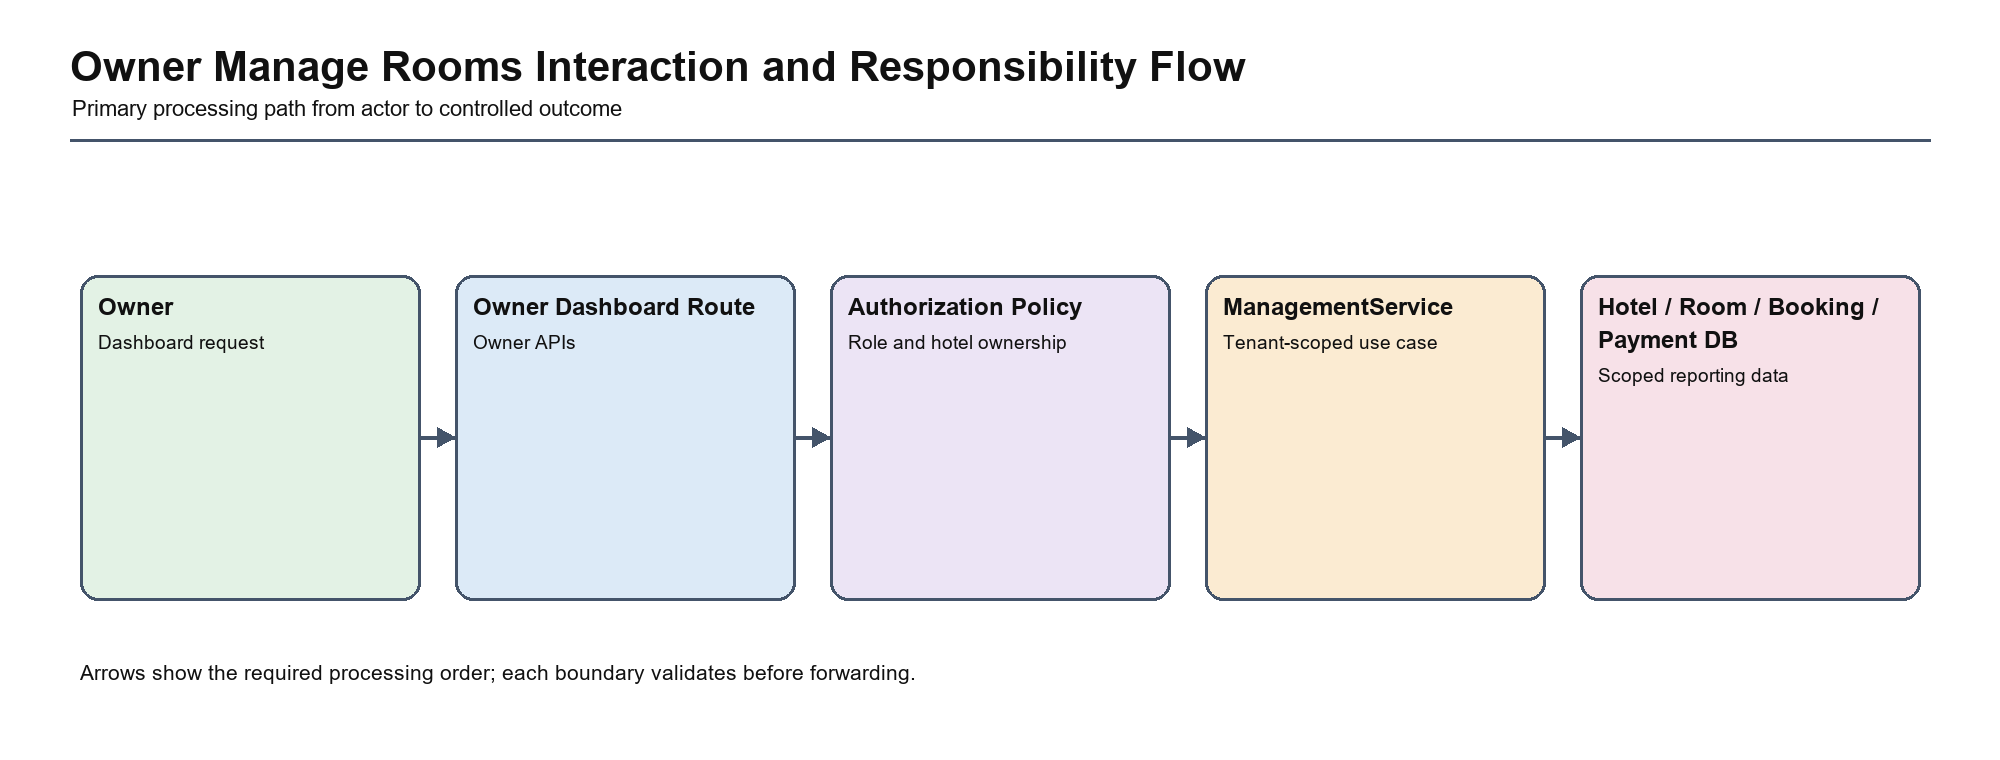 Owner Manage Rooms Interaction and Responsibility Flow
Primary processing path from actor to controlled outcome
Owner
Dashboard request
Owner Dashboard Route
Owner APIs
Authorization Policy
Role and hotel ownership
ManagementService
Tenant-scoped use case
Hotel / Room / Booking /
Payment DB
Scoped reporting data
Arrows show the required processing order; each boundary validates before forwarding.